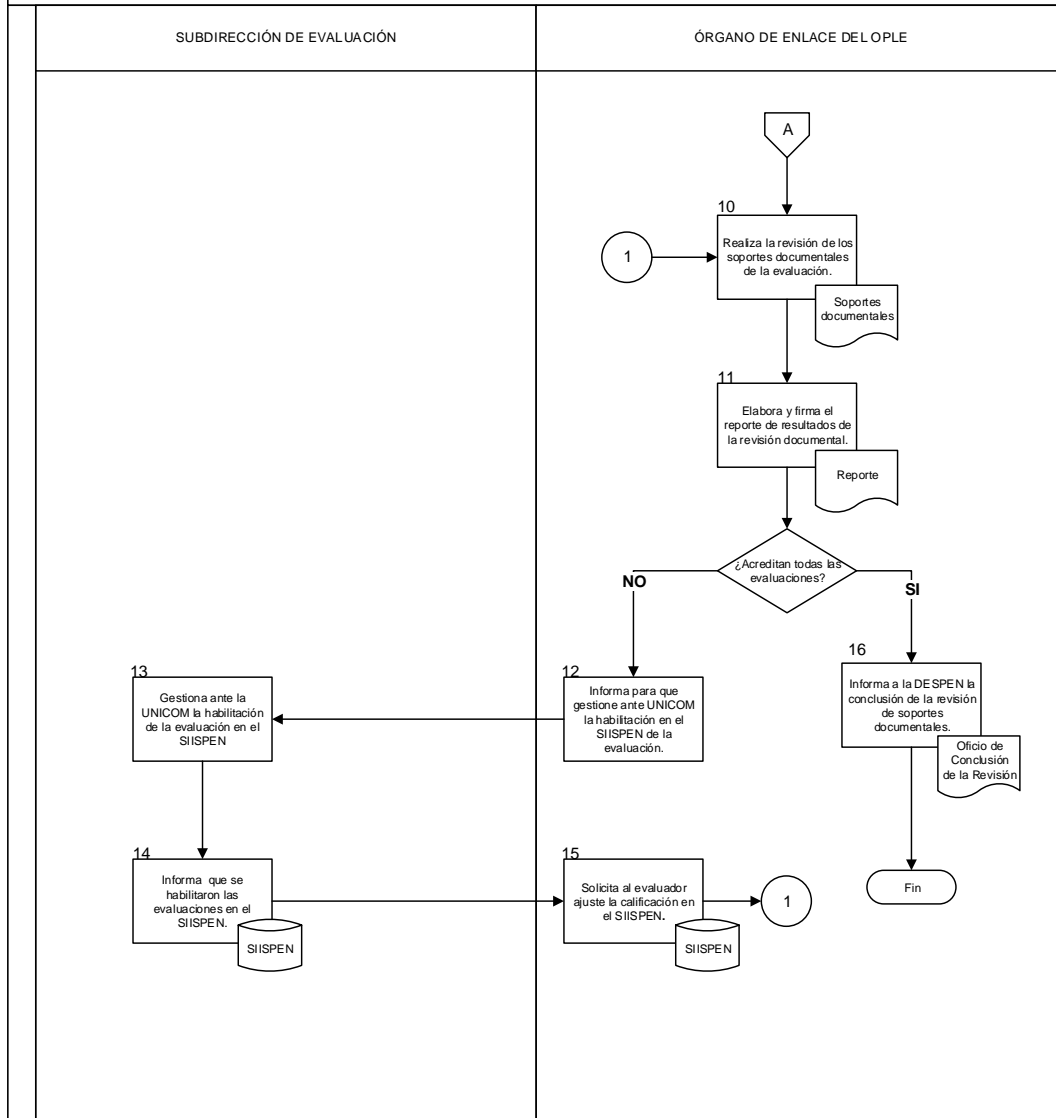 SUBDIRECCIÓN DE EVALUACIÓN
ÓRGANO DE ENLACE DEL OPLE
A
10
Realiza la revisión de los
soportes documentales
de la evaluación.
1
Soportes
documentales
11
Elabora y firma el
reporte de resultados de
la revisión documental.
Reporte
¿Acreditan todas las
evaluaciones?
NO
SI
13
Gestiona ante la
UNICOM la habilitación
de la evaluación en el
SIISPEN
12
Informa para que
gestione ante UNICOM
la habilitación en el
SIISPEN de la
evaluación.
16
Informa a la DESPEN la
conclusión de la revisión
de soportes
documentales.
Oficio de
Conclusión
de la Revisión
14
Informa que se
habilitaron las
evaluaciones en el
SIISPEN.
SIISPEN
15
Solicita al evaluador
ajuste la calificación en
el SIISPEN.
SIISPEN
1
Fin